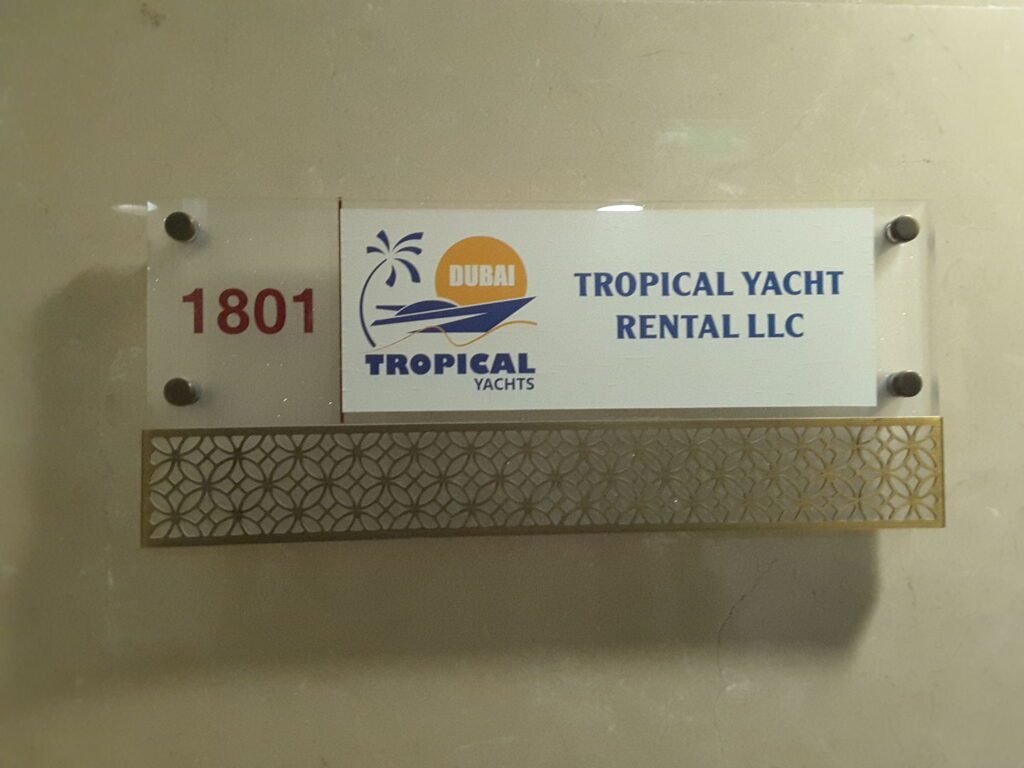 1801
DUBAI
TROPICAL
YACHTS
TROPICAL YACHT
RENTAL LLC